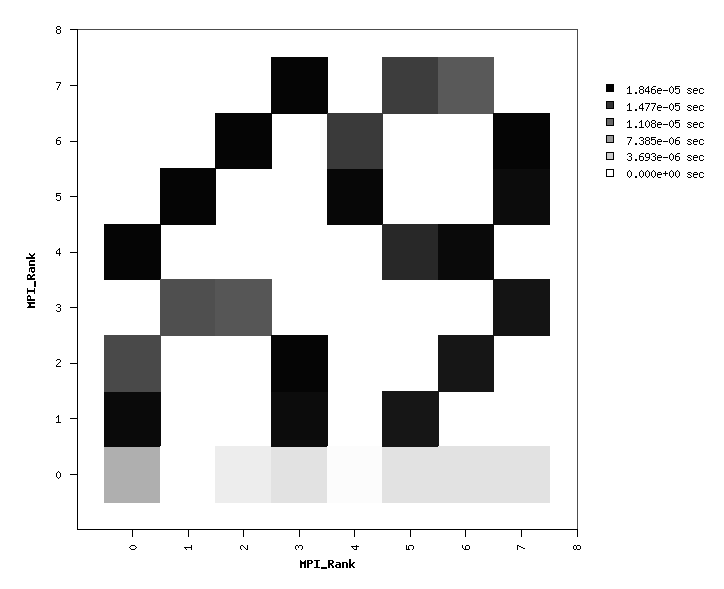 8
7
6
5
4
3
2
1
0
MPI_Rank
0
1
2
3
4
5
6
7
8
MPI_Rank
1.846e-05 sec
1.477e-05 sec
1.108e-05 sec
7.385e-06 sec
3.693e-06 sec
0.000e+00 sec